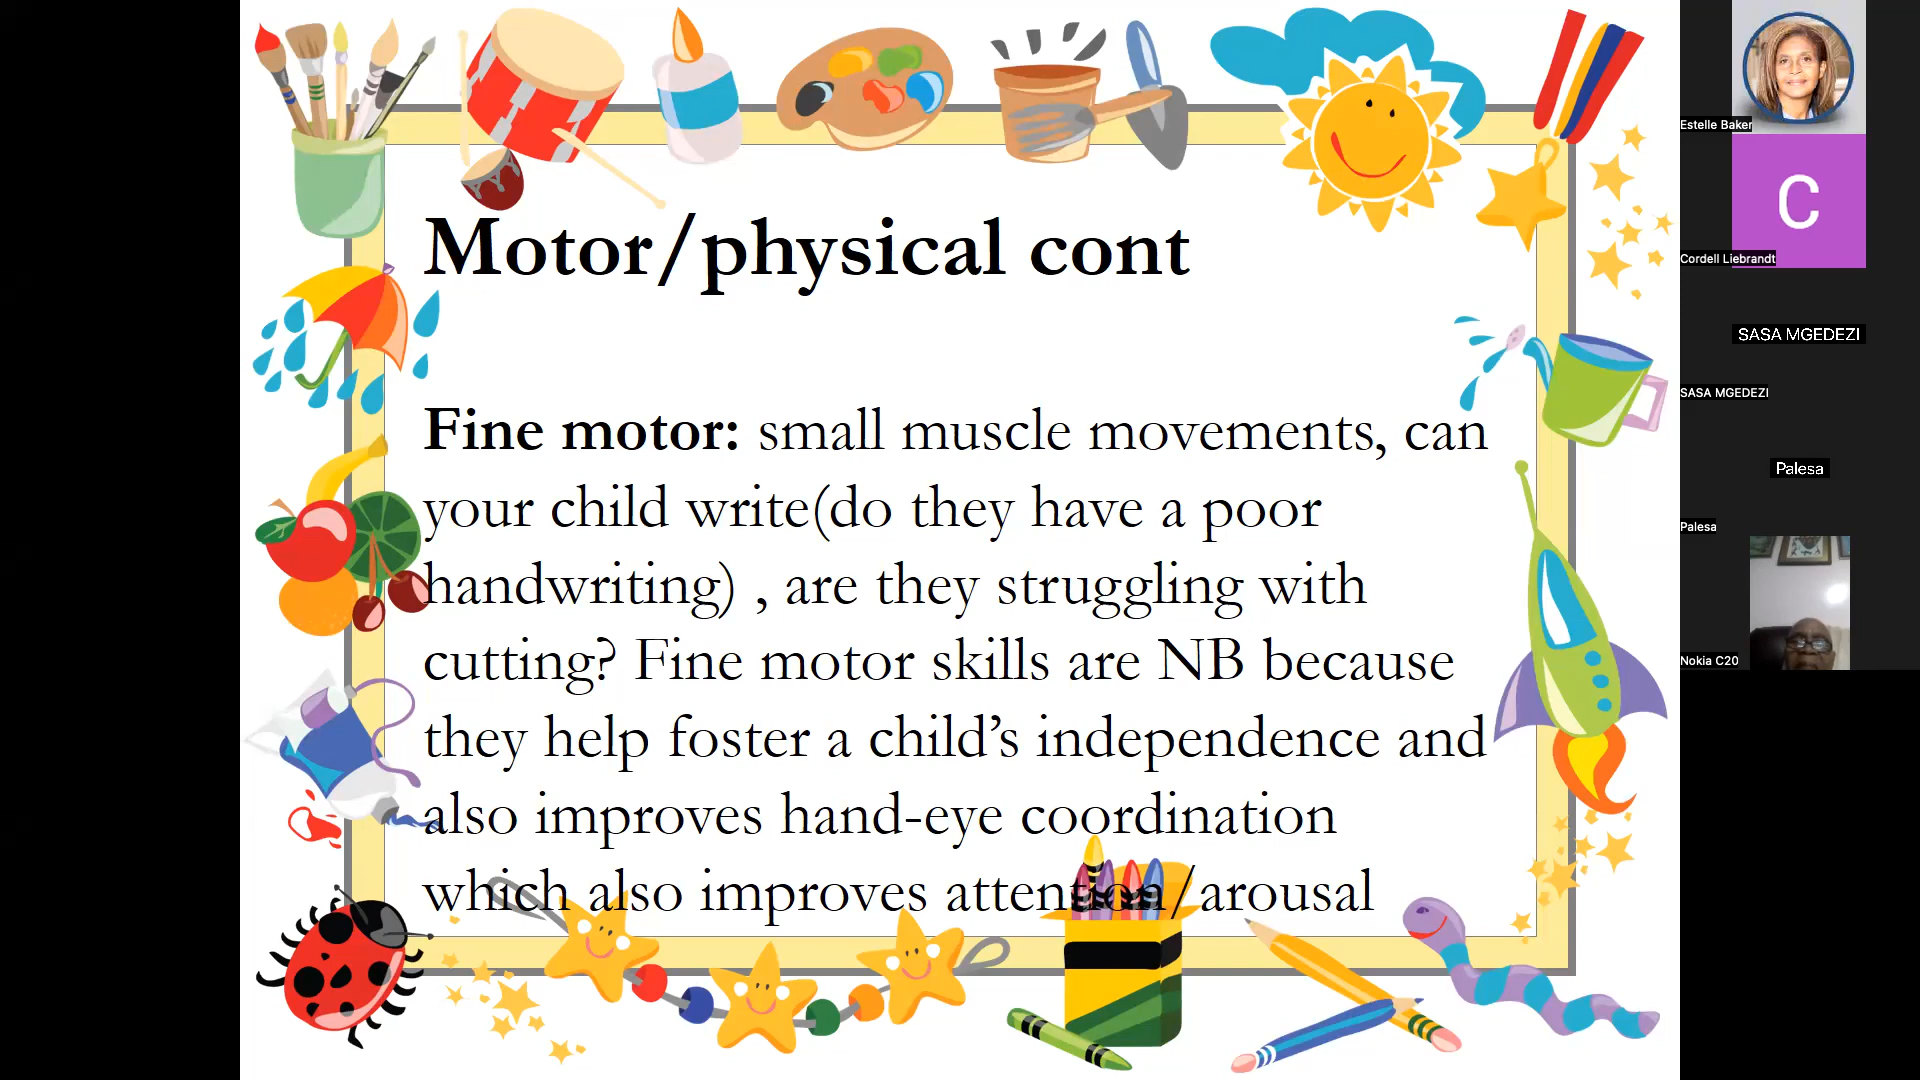 Motor/physical cont
Fine motor: small muscle movements, can
your child write(do they have a poor
handwriting) , are they struggling with
cutting? Fine motor skills are NB because
they help foster a child’s independence and
also improves hand-eye coordination
which also improves attention/arousal
Estelle Baker
C
Cordell Liebrandt
SASA MGEDEZI
SASA MGEDEZI
Palesa
Palesa
Nokia C20